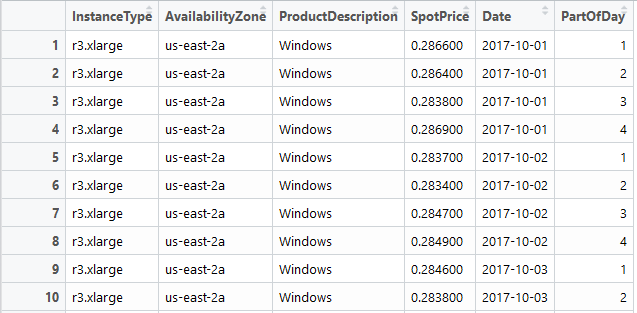 InstanceType AvailabilityZone ProductDescription SpotPrice Date PartOfDay
1 r3.xlarge us-east-2a Windows 0.286600 2017-10-01 1
2 r3.xlarge us-east-2a Windows 0.286400 2017-10-01 2
3 r3.xlarge us-east-2a Windows 0.283800 2017-10-01 3
4 r3.xlarge us-east-2a Windows 0.286900 2017-10-01 4
5 r3.xlarge us-east-2a Windows 0.283700 2017-10-02 1
6 r3.xlarge us-east-2a Windows 0.283400 2017-10-02 2
7 r3.xlarge us-east-2a Windows 0.284700 2017-10-02 3
8 r3.xlarge us-east-2a Windows 0.284900 2017-10-02 4
9 r3.xlarge us-east-2a Windows 0.284600 2017-10-03 1
10 r3.xlarge us-east-2a Windows 0.283800 2017-10-03 2